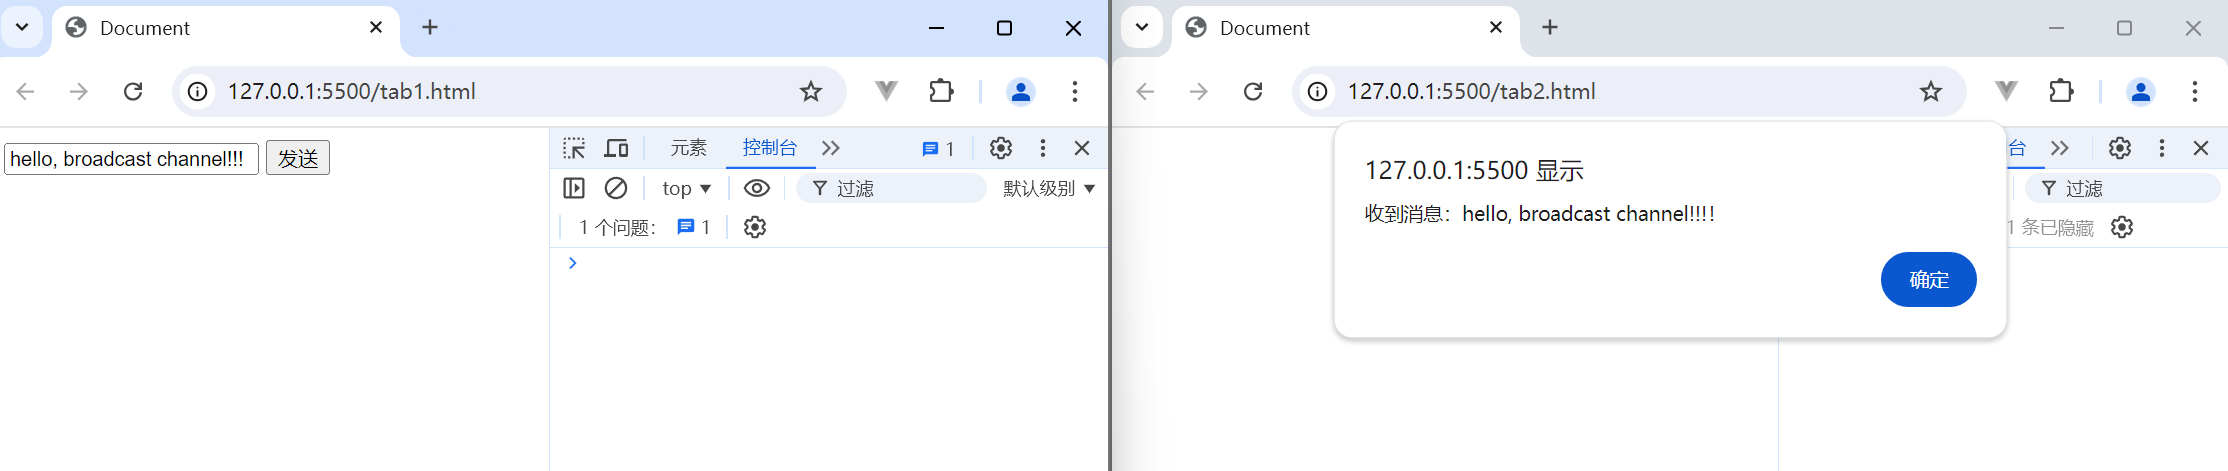 Document
127.0.0.1:5500/tab1.html
hello, broadcast channel!!!
发送
元素 控制台 1
top 过滤 默认级别
1 个问题: 1
Document
127.0.0.1:5500/tab2.html
127.0.0.1:5500 显示
收到消息：hello, broadcast channel!!!!
确定
台
过滤
1 条已隐藏